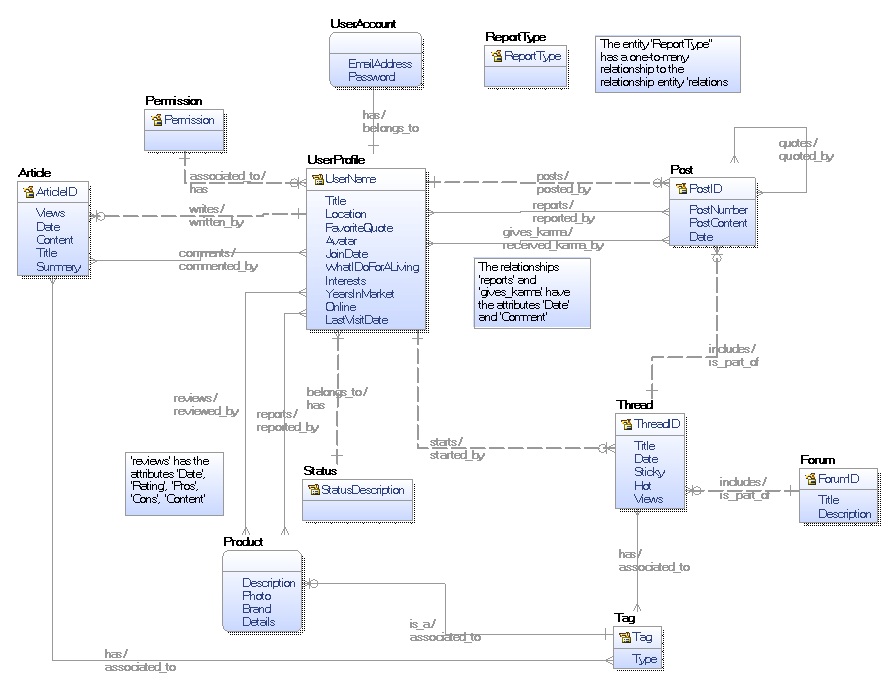 UserAccount
EmailAddress
Password
ReportType
ReportType
The entity "ReportType"
has a one-to-many
relationship to the
relationship entity 'relations
Permission
Permission
has/
belongs_to
quotes/
quoted_by
Article
ArticleID
Views
Date
Content
Title
Summary
associated_to/
has
writes/
written_by
comments/
commented_by
UserProfile
UserName
Title
Location
FavoriteQuote
Avatar
JoinDate
WhatIDoForALiving
Interests
YearsInMarket
Online
LastVisitDate
posts/
posted_by
reports/
reported_by
gives_karma/
received_karma_by
Post
PostID
PostNumber
PostContent
Date
The relationships
'reports' and
'gives_karma' have
the attributes 'Date'
and 'Comment'
includes/
is_part_of
reviews/
reviewed_by
reports/
reported_by
belongs_to/
has
starts/
started_by
Thread
ThreadID
Title
Date
Sticky
Hot
Views
includes/
is_part_of
Forum
ForumID
Title
Description
'reviews' has the
attributes 'Date',
'Rating', 'Pros',
'Cons', 'Content'
Status
StatusDescription
Product
Description
Photo
Brand
Details
has/
associated_to
is_a/
associated_to
Tag
Tag
Type
has/
associated_to